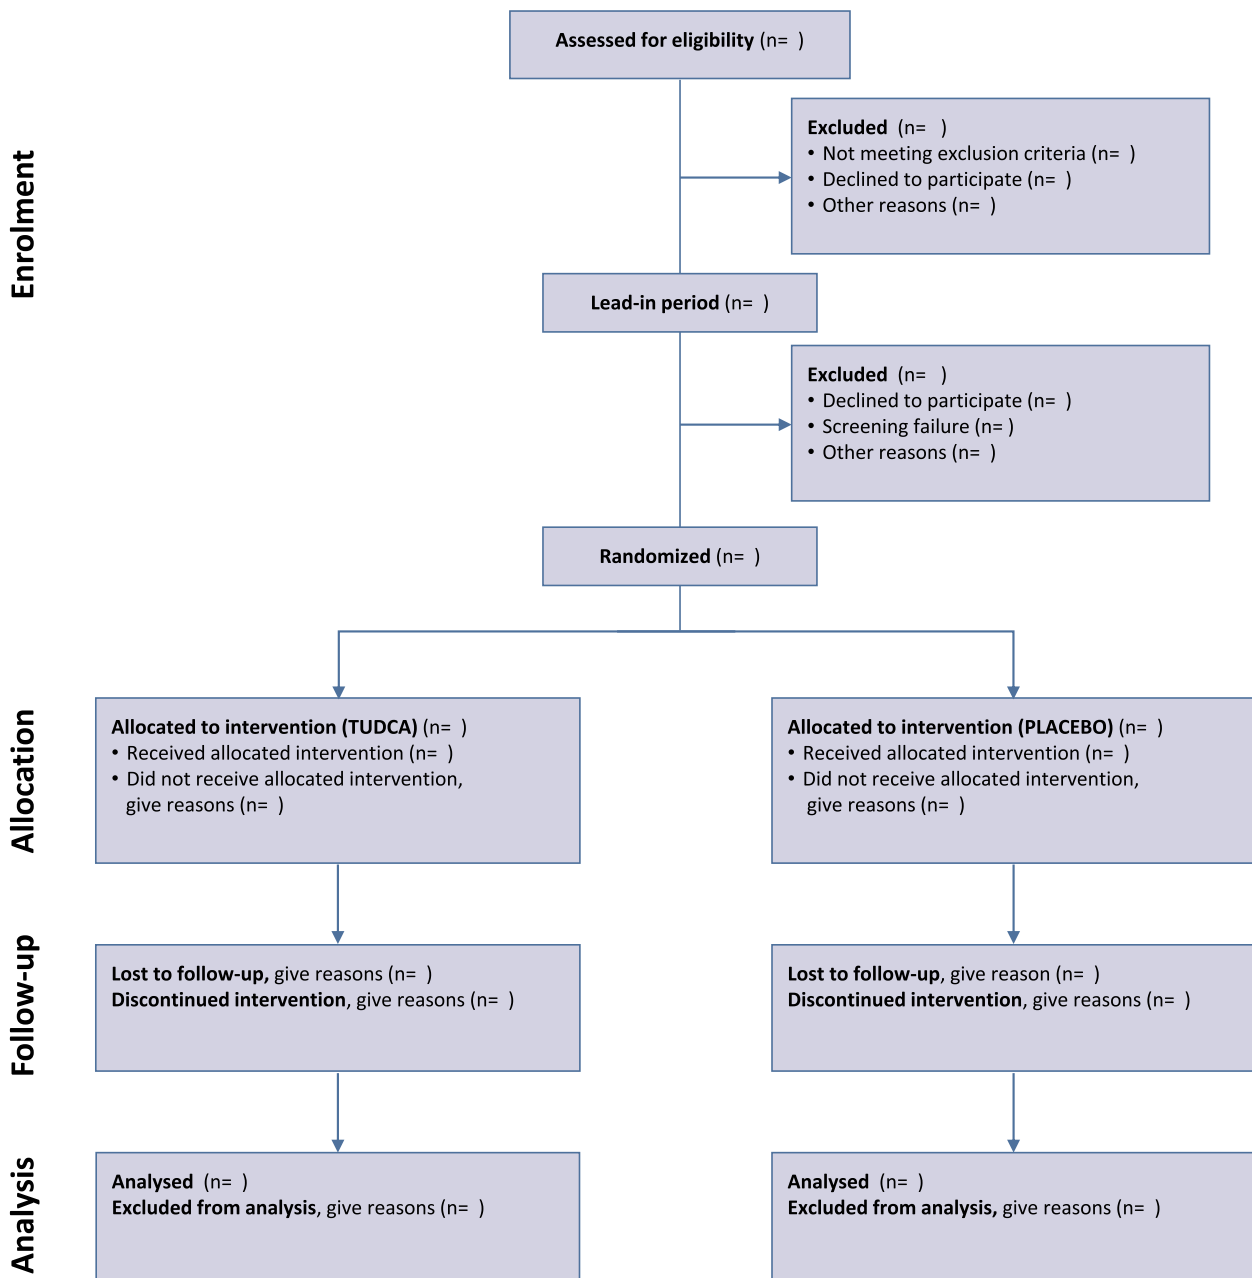 Assessed for eligibility (n=  )
Enrolment
Excluded  (n=   )
• Not meeting exclusion criteria (n=  )
• Declined to participate (n=  )
• Other reasons (n=  )
Lead-in period (n=  )
Excluded  (n=   )
• Declined to participate (n=  )
• Screening failure (n= )
• Other reasons (n=  )
Randomized (n=  )
Allocation
Allocated to intervention (TUDCA) (n=  )
• Received allocated intervention (n=  )
• Did not receive allocated intervention,
give reasons (n=  )
Allocated to intervention (PLACEBO) (n=  )
• Received allocated intervention (n=  )
• Did not receive allocated intervention,
give reasons (n=  )
Follow-up
Lost to follow-up, give reasons (n=  )
Discontinued intervention, give reasons (n=  )
Lost to follow-up, give reason (n=  )
Discontinued intervention, give reasons (n=  )
Analysis
Analysed  (n=  )
Excluded from analysis, give reasons (n=  )
Analysed  (n=  )
Excluded from analysis, give reasons (n=  )